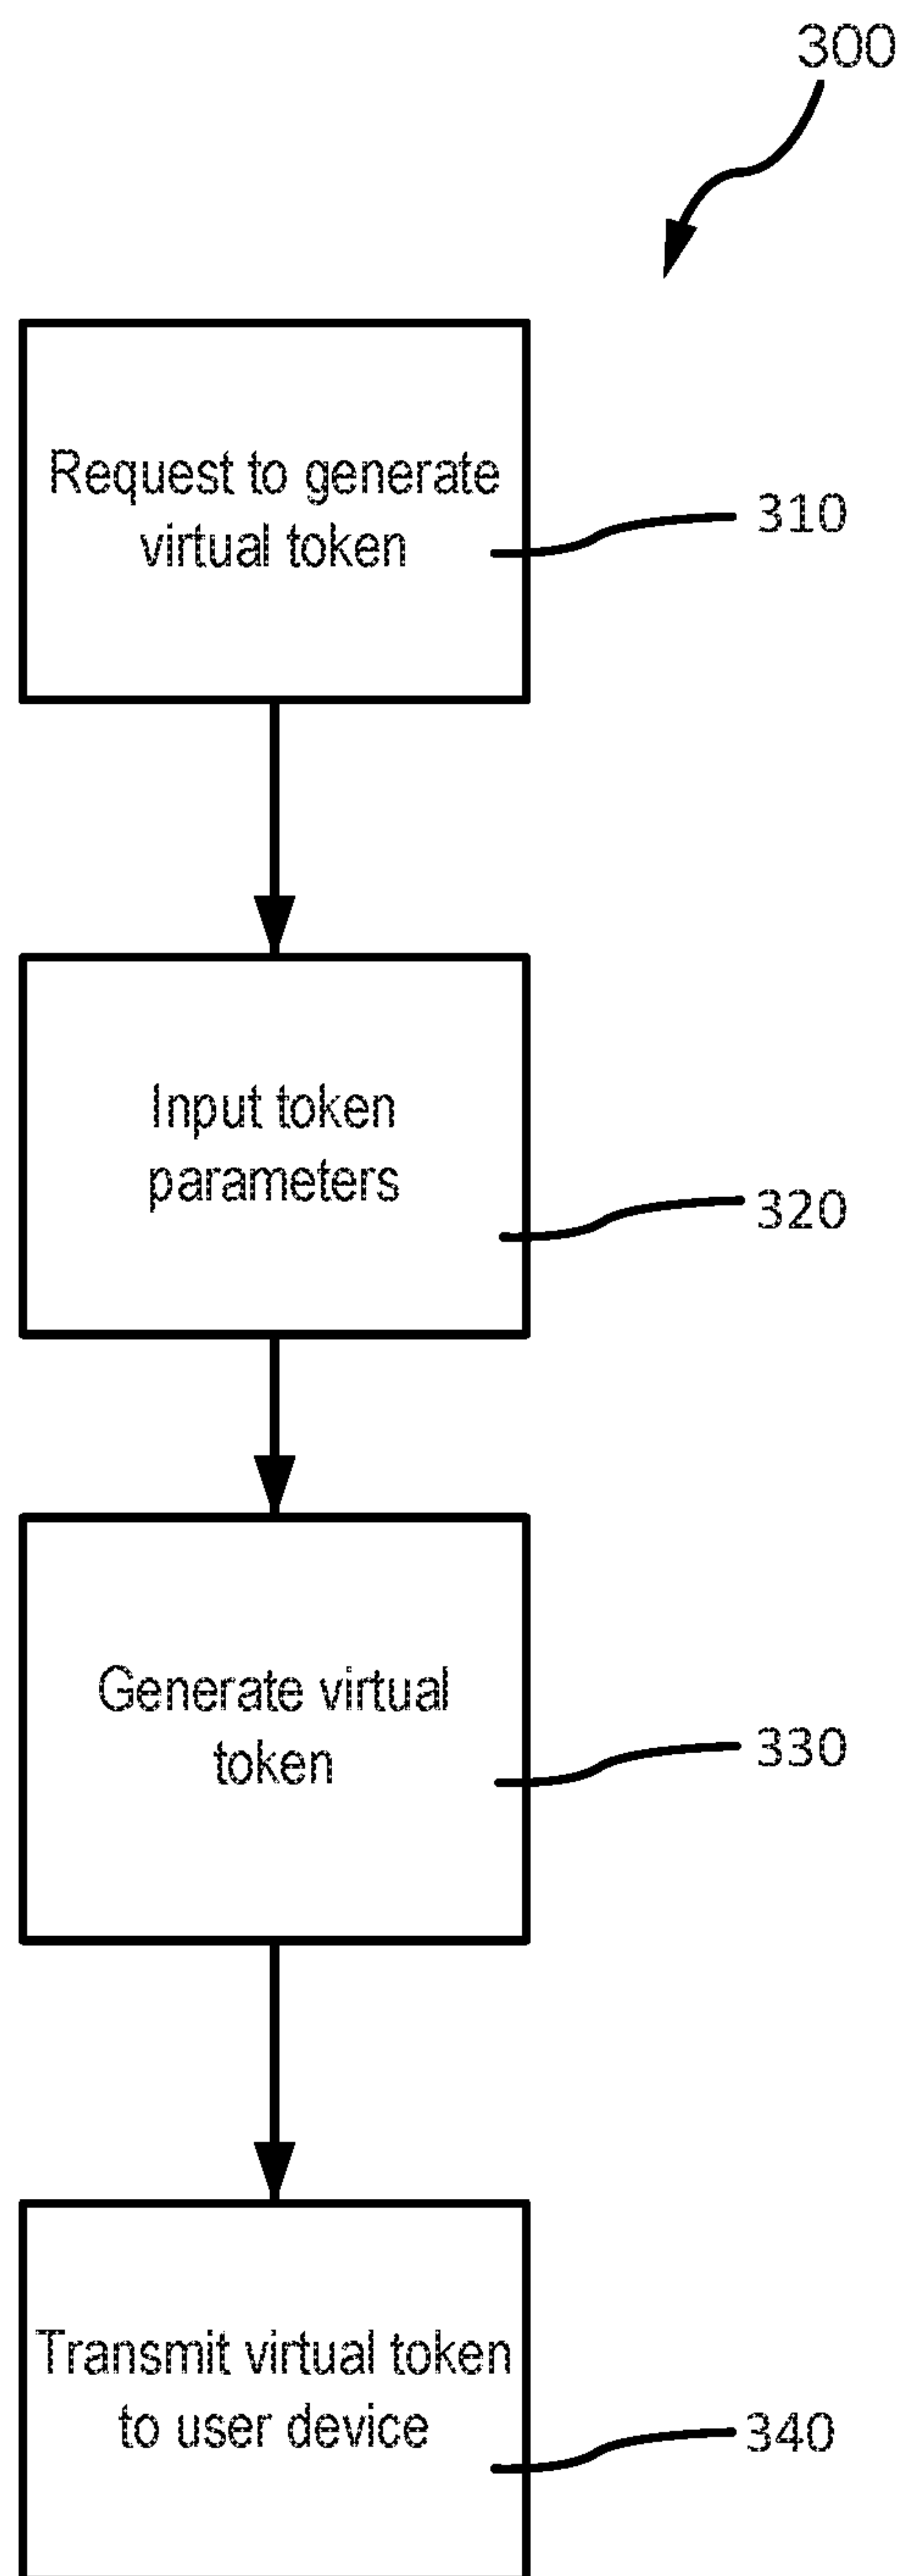 300
Request to generate
virtual token
310
Input token
parameters
320
Generate virtual
token
330
Transmit virtual token
to user device
340